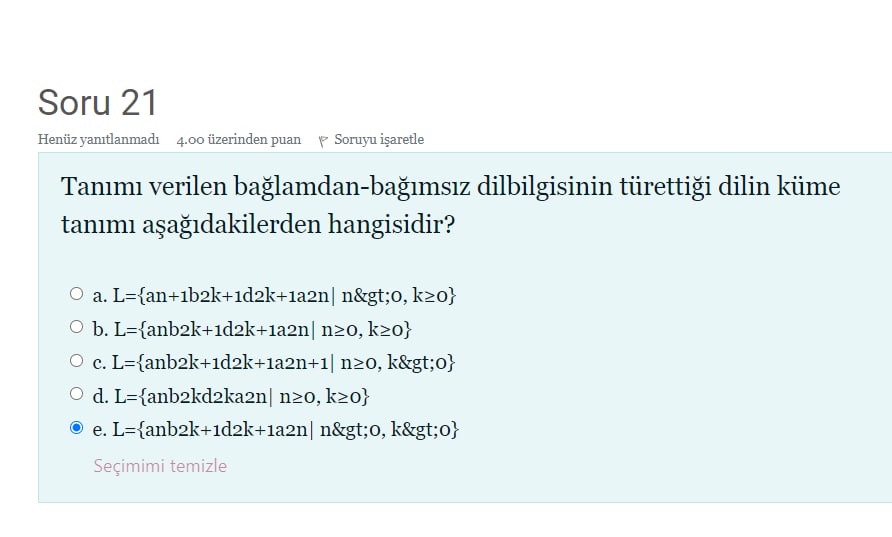 Soru 21
Henüz yanıtlanmadı 4.00 üzerinden puan Soruyu işaretle
Tanımı verilen bağlamdan-bağımsız dilbilgisinin türettiği dilin küme
tanımı aşağıdakilerden hangisidir?
a. L={an+1b2k+1d2k+1a2n| n&gt;0, k≥0}
b. L={anb2k+1d2k+1a2n| n≥0, k≥0}
c. L={anb2k+1d2k+1a2n+1| n≥0, k&gt;0}
d. L={anb2kd2ka2n| n≥0, k≥0}
e. L={anb2k+1d2k+1a2n| n&gt;0, k&gt;0}
Seçimimi temizle